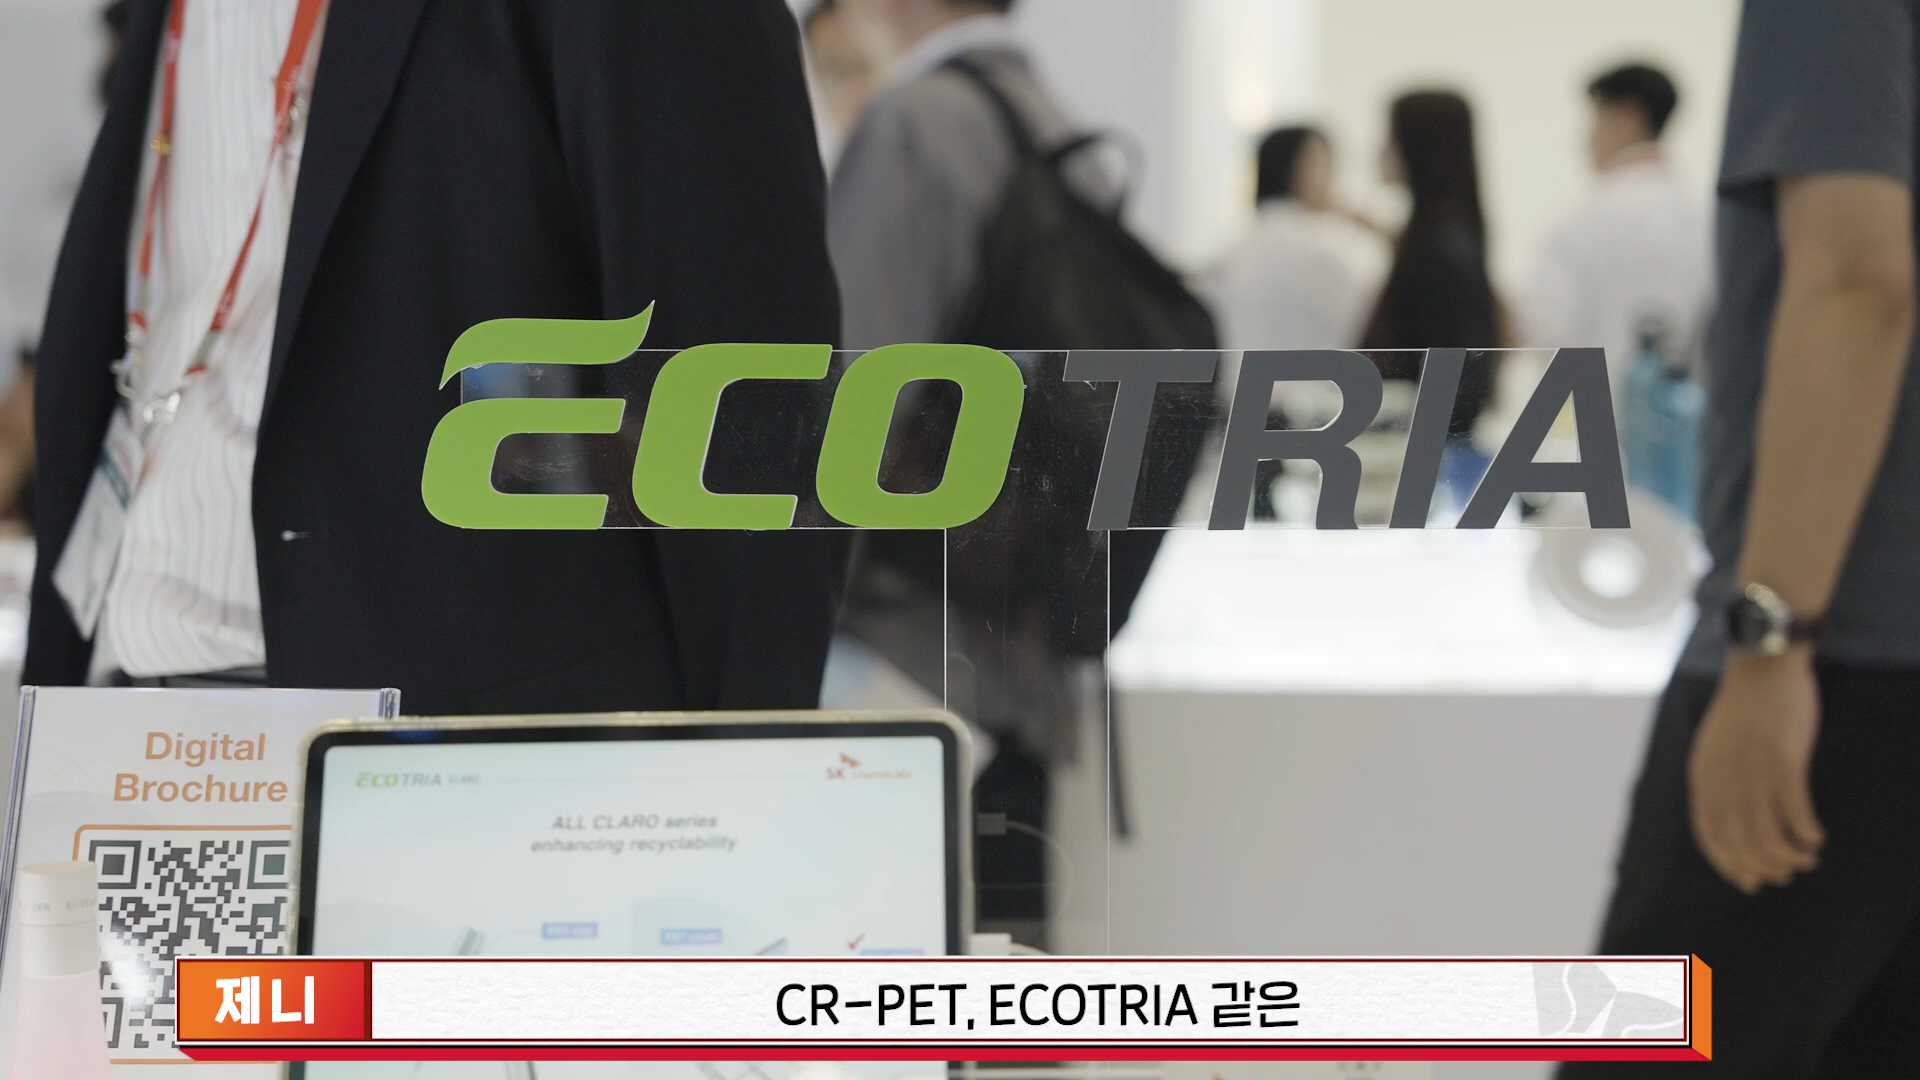 ECOTRIA
Digital
Brochure
ECOTRIA CLARO
SK chemicals
ALL CLARO series
enhancing recyclability
제니
CR-PET, ECOTRIA 같은